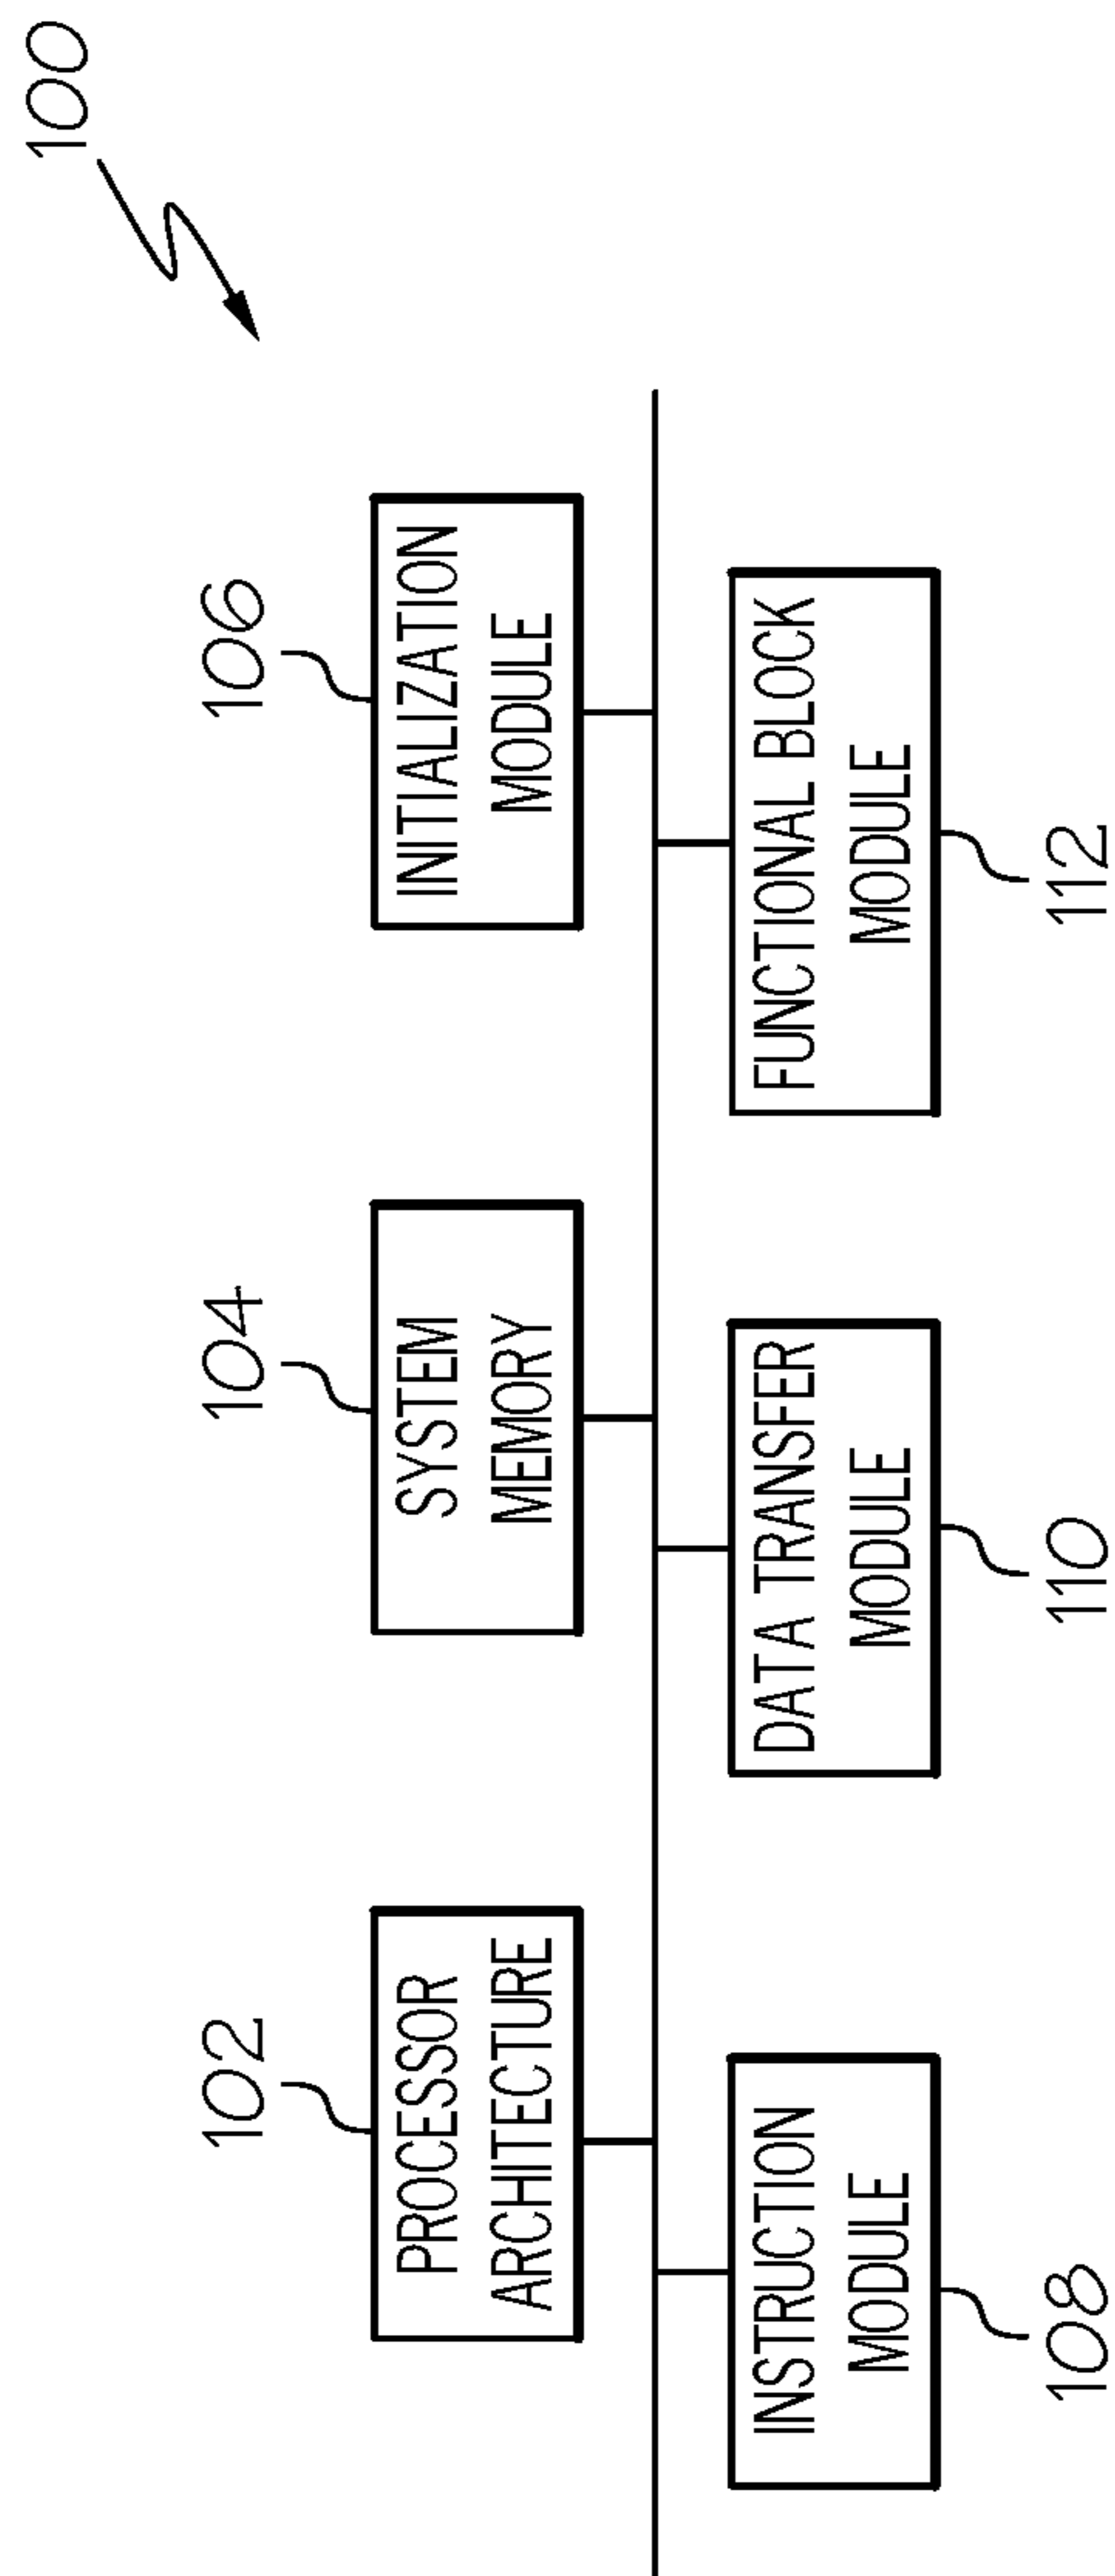 100
102
PROCESSOR
ARCHITECTURE
104
SYSTEM
MEMORY
106
INITIALIZATION
MODULE
INSTRUCTION
MODULE
108
DATA TRANSFER
MODULE
110
FUNCTIONAL BLOCK
MODULE
112